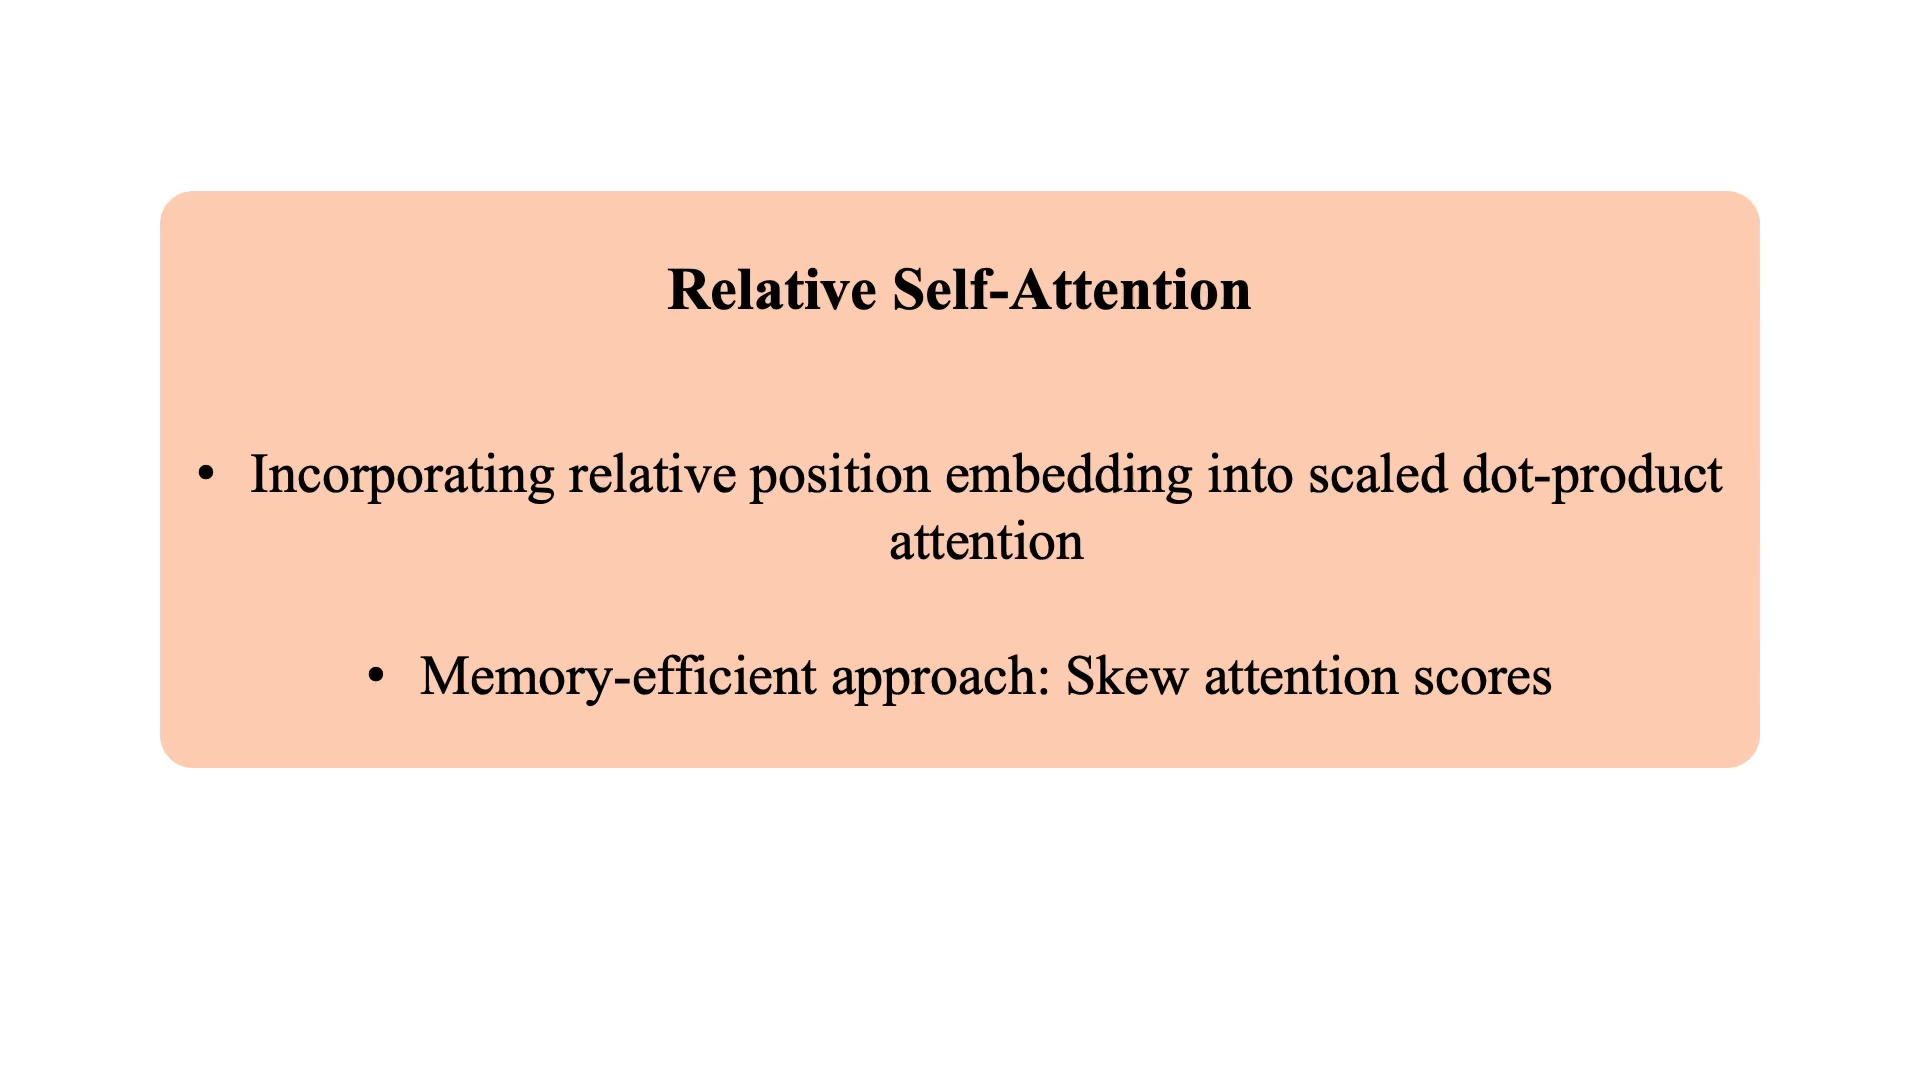 Relative Self-Attention
• Incorporating relative position embedding into scaled dot-product
attention
• Memory-efficient approach: Skew attention scores